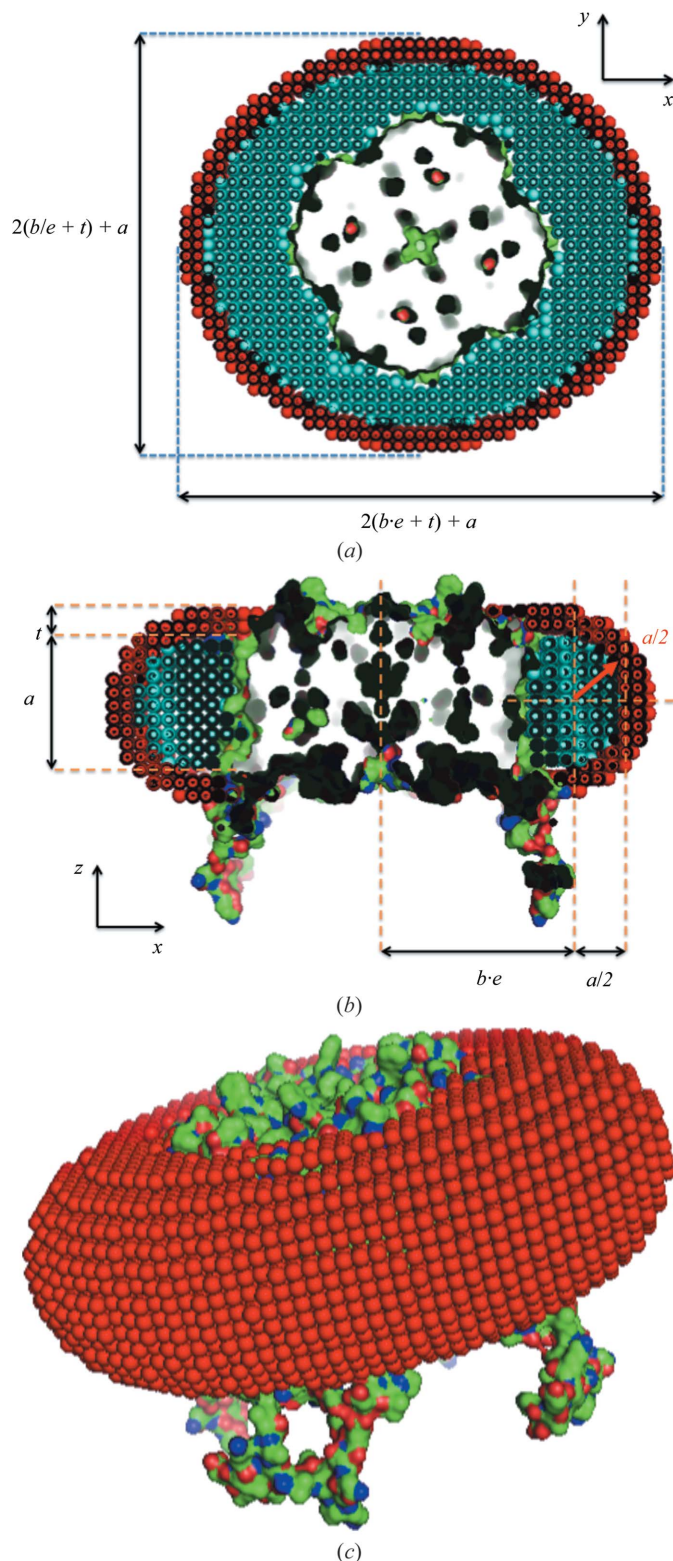 y
x
2(b/e + t) + a
2(b·e + t) + a
(a)
t
a/2
a
z
x
b·e
a/2
(b)
(c)